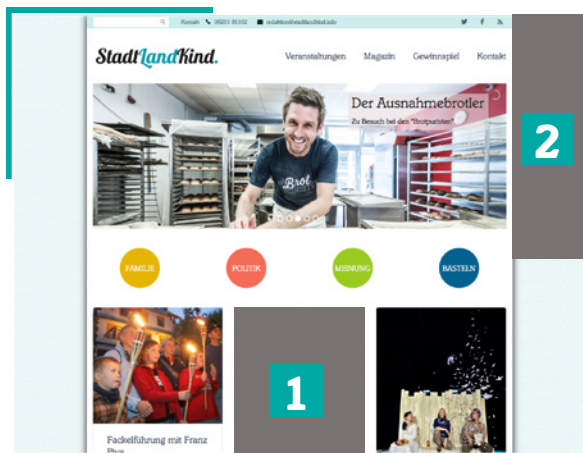 Kontakt
StadtLandKind.
Veranstaltungen Magazin Gewinnspiel Kontakt
Der Ausnahmebrotler
Zu Besuch bei den "Brotpuristen"
Brot
2
FAMILIE POLITIK MEINUNG BASTELN
1
Fackelführung mit Franz